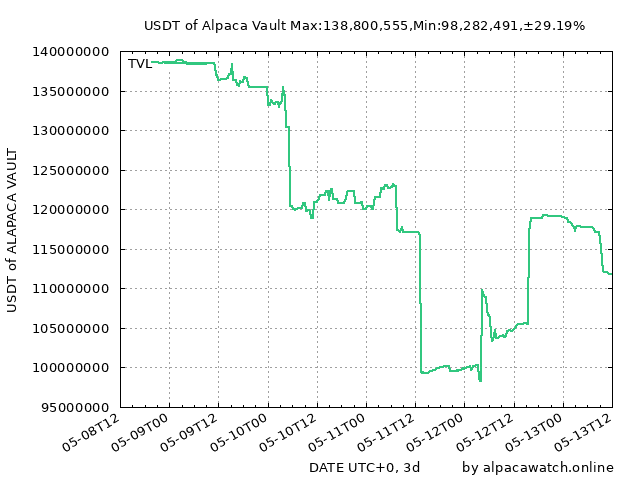 USDT of Alpaca Vault Max:138,800,555,Min:98,282,491,±29.19%
140000000
TVL
135000000
130000000
125000000
120000000
115000000
110000000
105000000
100000000
95000000
USDT of ALAPACA VAULT
05-08T12
05-09T00
05-09T12
05-10T00
05-10T12
05-11T00
05-11T12
05-12T00
05-12T12
05-13T00
05-13T12
DATE UTC+0, 3d
by alpacawatch.online